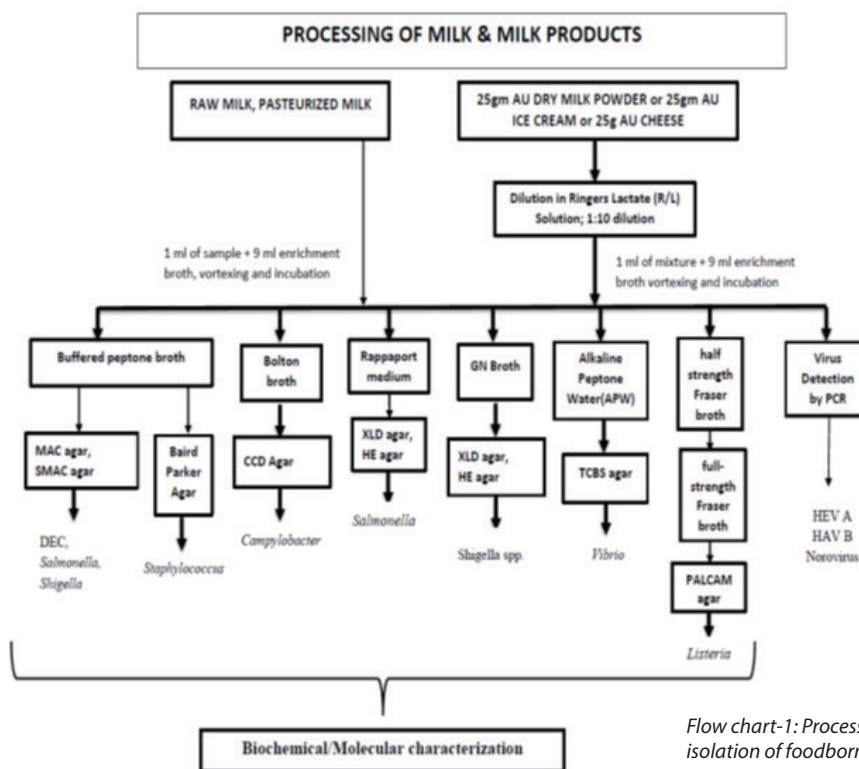 PROCESSING OF MILK & MILK PRODUCTS
RAW MILK, PASTEURIZED MILK
25gm AU DRY MILK POWDER or 25gm AU
ICE CREAM or 25g AU CHEESE
Dilution in Ringers Lactate (R/L)
Solution; 1:10 dilution
1 ml of sample + 9 ml enrichment
broth, vortexing and incubation
1 ml of mixture + 9 ml enrichment
broth vortexing and incubation
Buffered peptone broth
MAC agar,
SMAC agar
DEC,
Salmonella,
Shigella
Baird
Parker
Agar
Staphylococcus
Bolton
broth
CCD Agar
Campylobacter
Rappaport
medium
XLD agar,
HE agar
Salmonella
GN Broth
XLD agar,
HE agar
Shigella spp.
Alkaline
Peptone
Water(APW)
TCBS agar
Vibrio
half
strength
Fraser
broth
full-
strength
Fraser
broth
PALCAM
agar
Listeria
Virus
Detection
by PCR
HEV A
HAV B
Norovirus
Biochemical/Molecular characterization
Flow chart-1: Process
isolation of foodborn